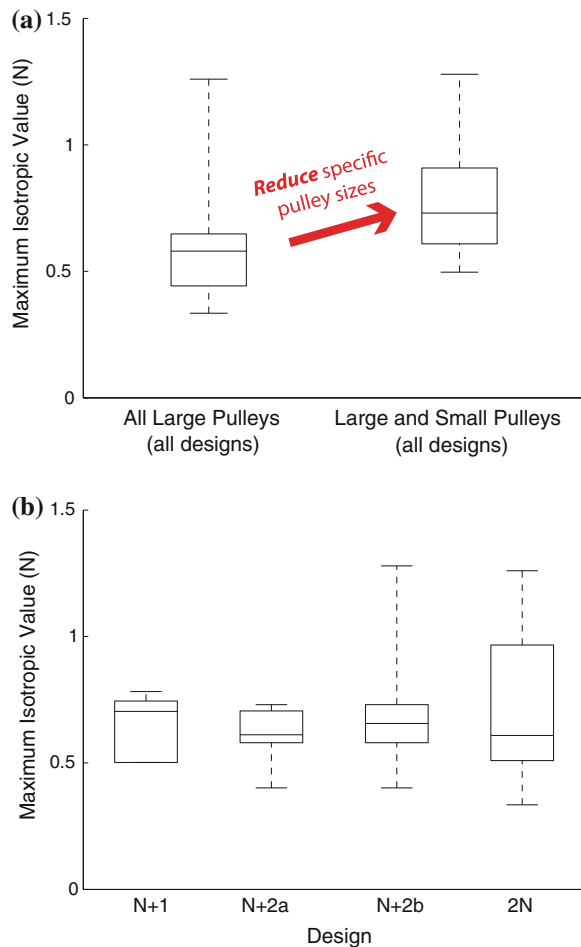 (a)
1.5
1
0.5
0
Maximum Isotropic Value (N)
Reduce specific
pulley sizes
All Large Pulleys
(all designs)
Large and Small Pulleys
(all designs)
(b)
1.5
1
0.5
0
Maximum Isotropic Value (N)
N+1 N+2a N+2b 2N
Design